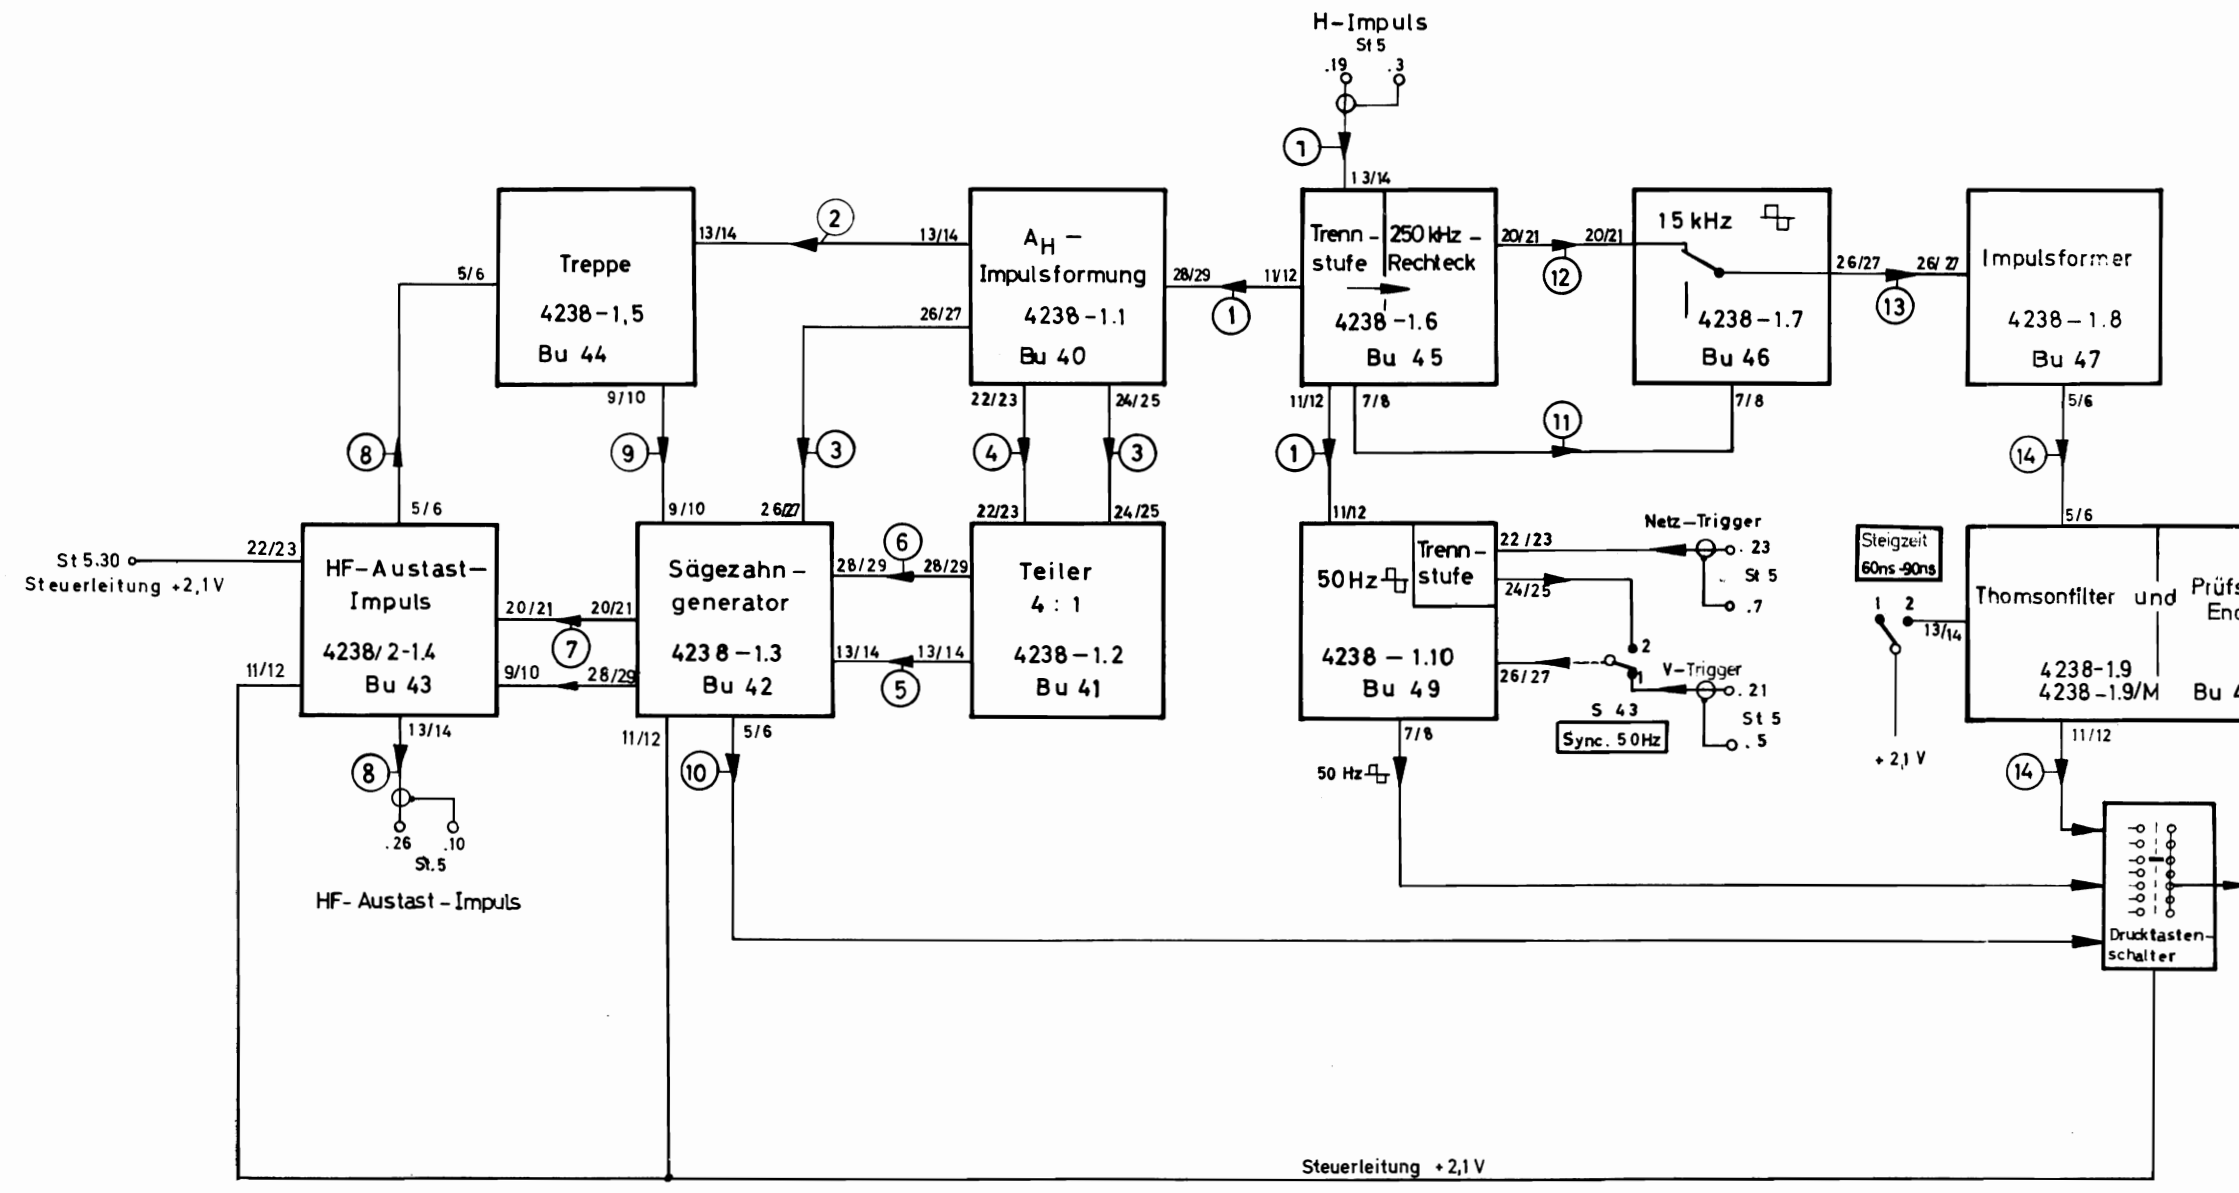 H-Impuls
St 5
.19 .3
1
13/14
Treppe
4238-1,5
Bu 44
13/14
2
13/14
5/6
9/10
A H -
Impulsformung
4238-1.1
Bu 40
26/27
22/23
24/25
28/29
1
11/12
Trenn-
stufe
250 kHz -
Rechteck
4238-1.6
Bu 45
20/21
12
20/21
11/12
7/8
15 kHz
4238-1.7
Bu 46
26/27
13
26/27
7/8
Impulsformer
4238-1.8
Bu 47
5/6
8
9
3
4
3
1
11
14
St 5.30
Steuerleitung +2,1V
22/23
5/6
HF-Austast-
Impuls
4238/2-1.4
Bu 43
11/12
13/14
20/21
7
20/21
9/10
28/29
9/10
26/27
Sägezahn-
generator
4238-1.3
Bu 42
11/12
5/6
28/29
6
28/29
13/14
5
13/14
22/23
24/25
Teiler
4 : 1
4238-1.2
Bu 41
11/12
50 Hz
Trenn-
stufe
4238-1.10
Bu 49
22/23
24/25
26/27
7/8
Netz-Trigger
. 23
St 5
. 7
2
1
V-Trigger
. 21
St 5
. 5
S 43
Sync. 50Hz
Steigzeit
60ns-90ns
1 2
13/14
+ 2,1 V
5/6
Thomsonfilter und
4238-1.9
4238-1.9/M
Bu
11/12
14
8
.26 .10
St.5
HF-Austast-Impuls
10
50 Hz
Drucktasten-
schalter
Steuerleitung +2,1V